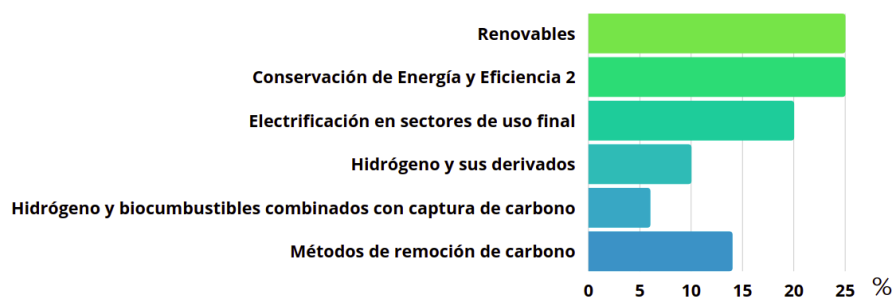 Renovables
Conservación de Energía y Eficiencia 2
Electrificación en sectores de uso final
Hidrógeno y sus derivados
Hidrógeno y biocumbustibles combinados con captura de carbono
Métodos de remoción de carbono
0 5 10 15 20 25 %